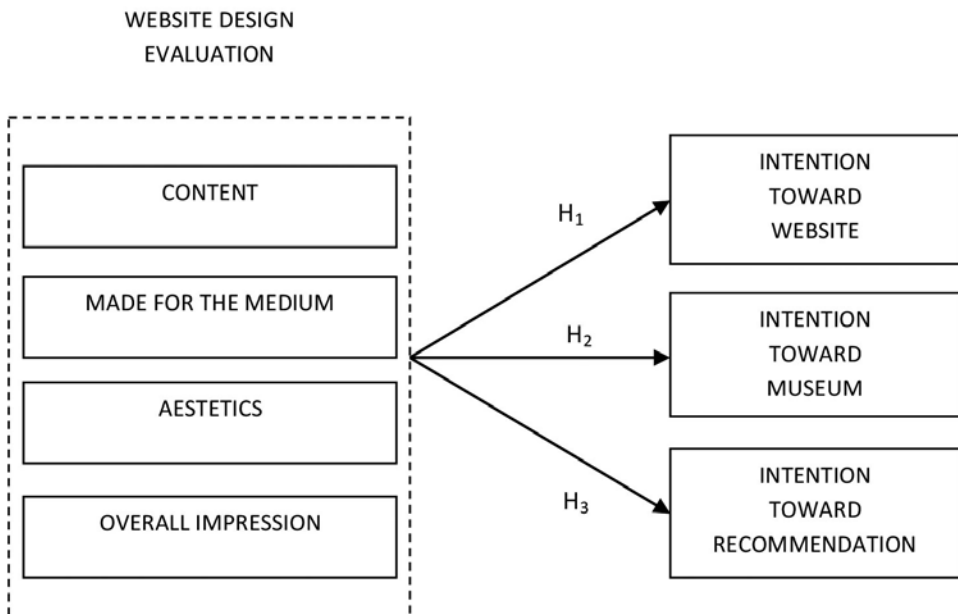 WEBSITE DESIGN
EVALUATION
CONTENT
MADE FOR THE MEDIUM
AESTETICS
OVERALL IMPRESSION
H₁
H₂
H₃
INTENTION
TOWARD
WEBSITE
INTENTION
TOWARD
MUSEUM
INTENTION
TOWARD
RECOMMENDATION